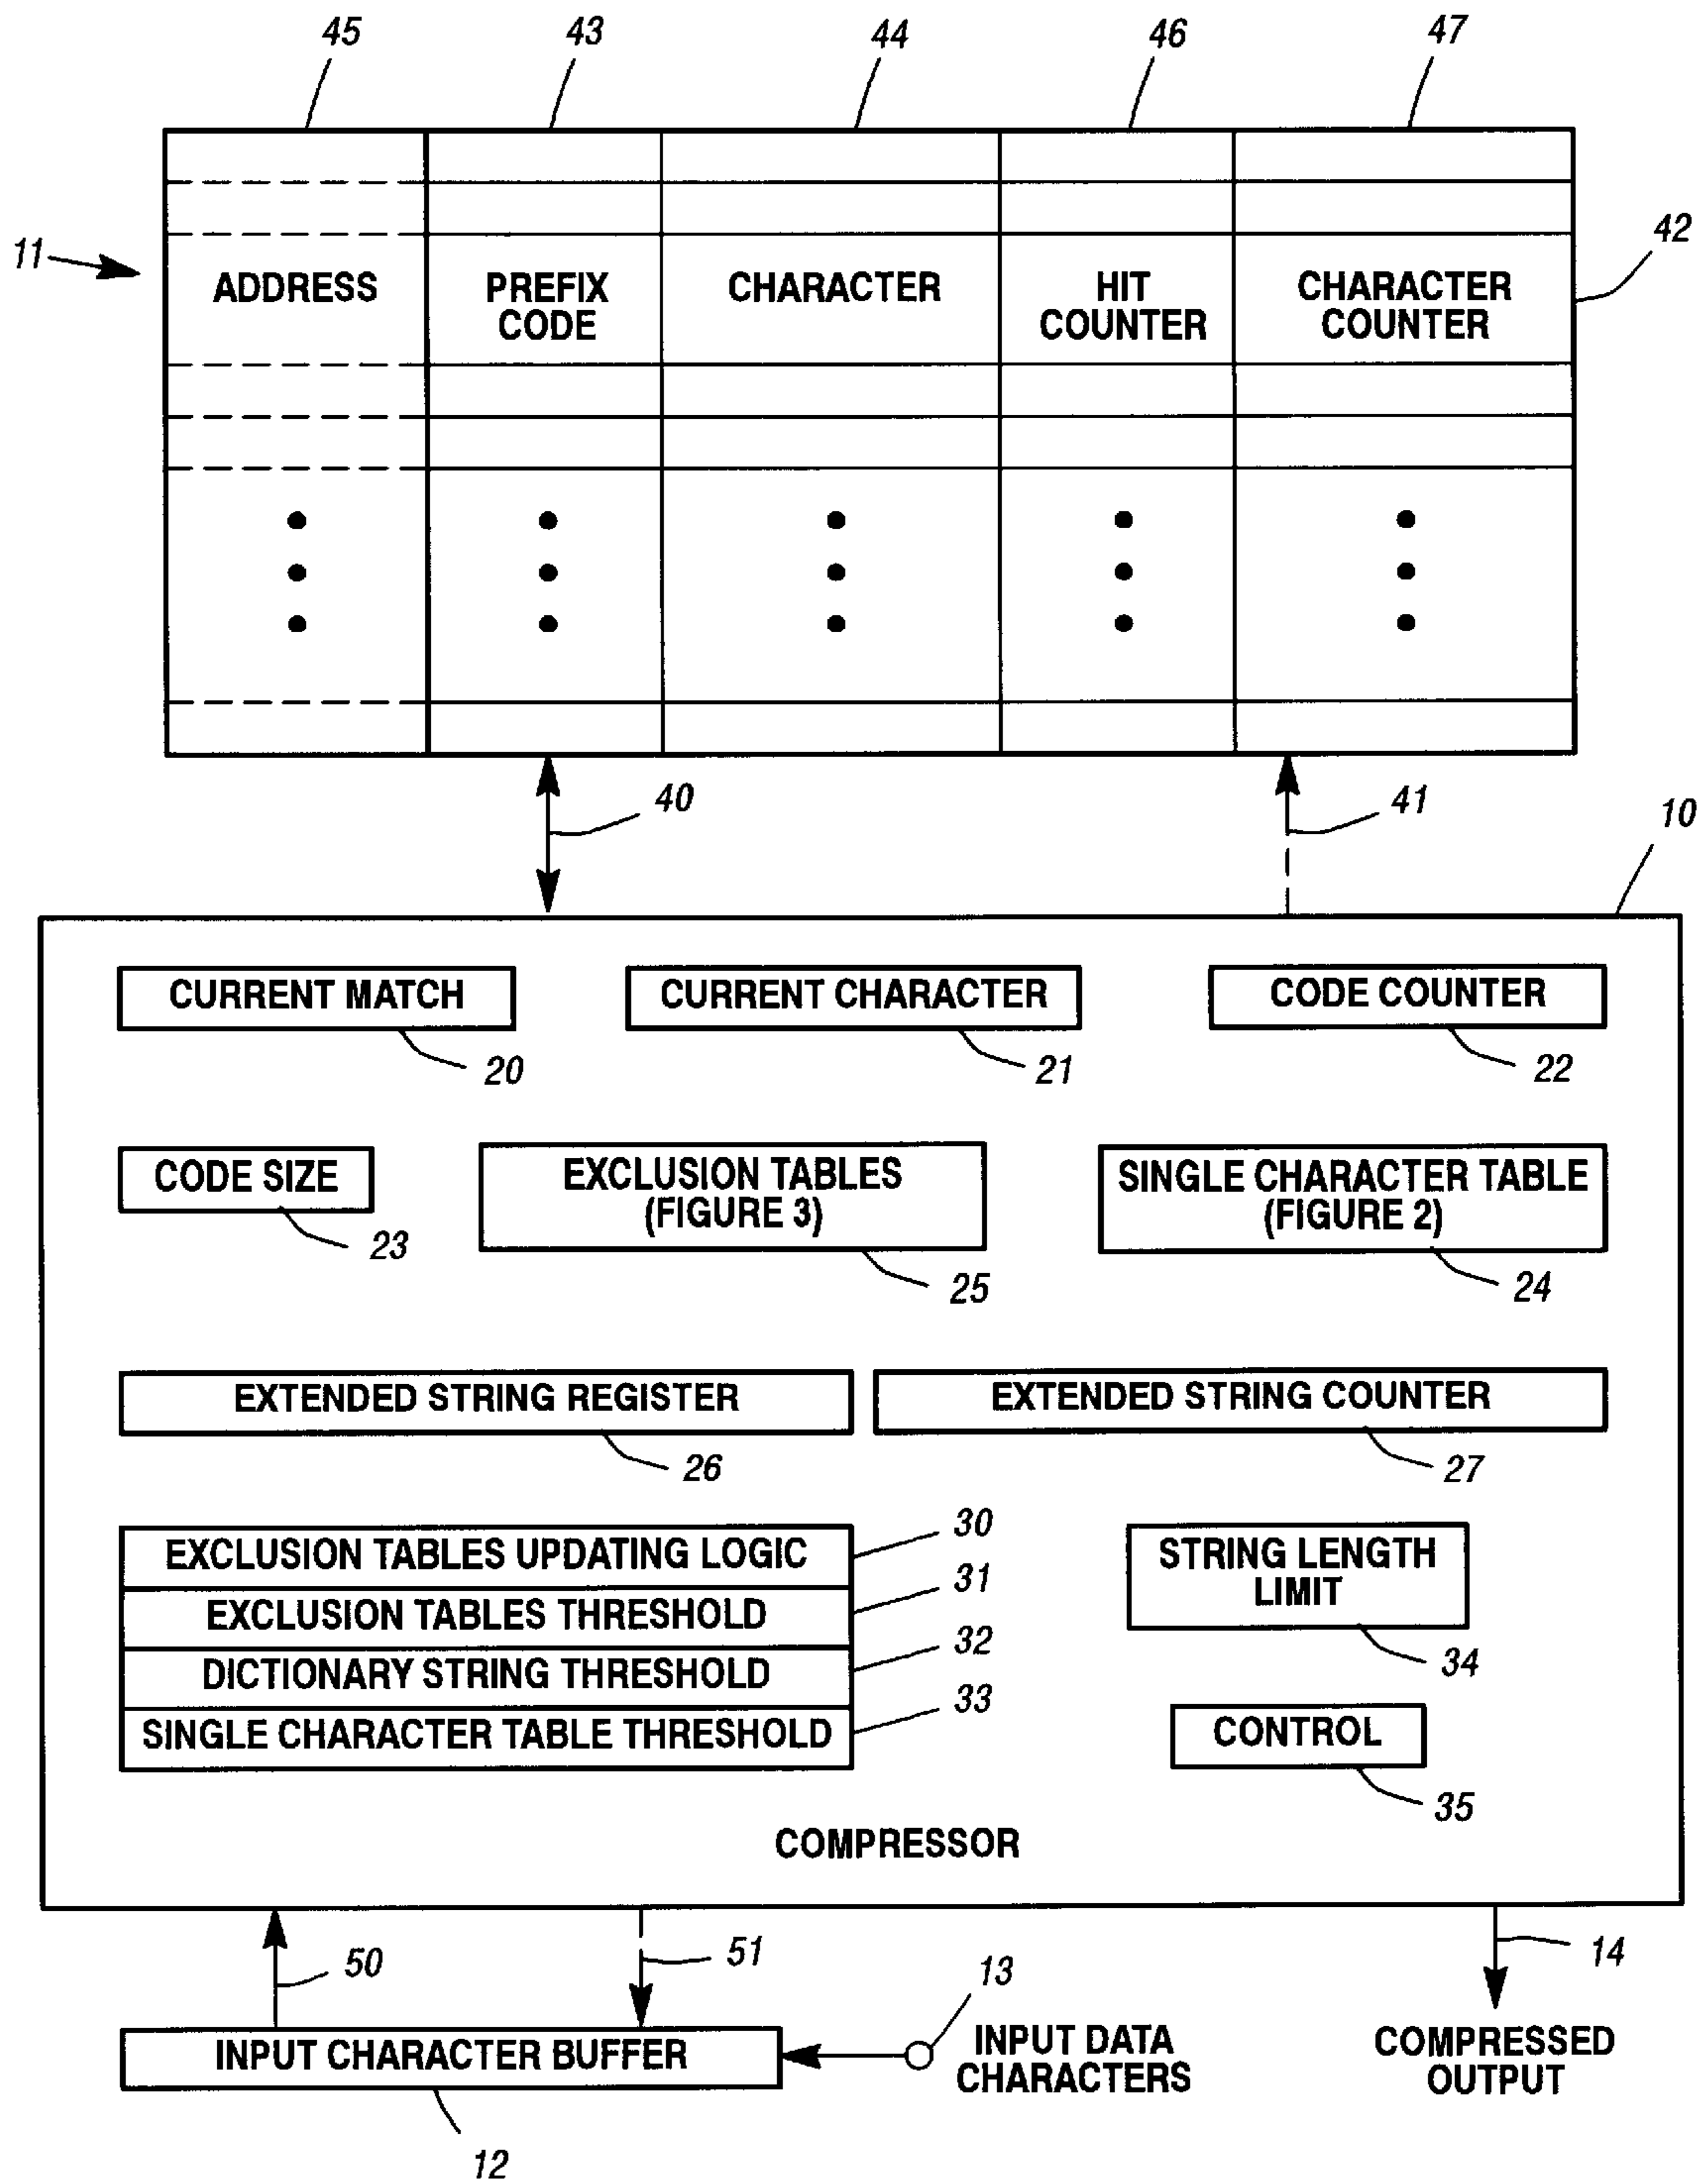 45 43 44 46 47
11
42
ADDRESS PREFIX CHARACTER HIT CHARACTER
CODE COUNTER COUNTER
40 41
10
CURRENT MATCH CURRENT CHARACTER CODE COUNTER
20 21 22
CODE SIZE EXCLUSION TABLES SINGLE CHARACTER TABLE
(FIGURE 3) (FIGURE 2)
23 25 24
EXTENDED STRING REGISTER EXTENDED STRING COUNTER
26 27
EXCLUSION TABLES UPDATING LOGIC 30
EXCLUSION TABLES THRESHOLD 31
DICTIONARY STRING THRESHOLD 32
SINGLE CHARACTER TABLE THRESHOLD 33
STRING LENGTH
LIMIT
34
CONTROL
35
COMPRESSOR
50 51 13 14
INPUT CHARACTER BUFFER INPUT DATA COMPRESSED
CHARACTERS OUTPUT
12